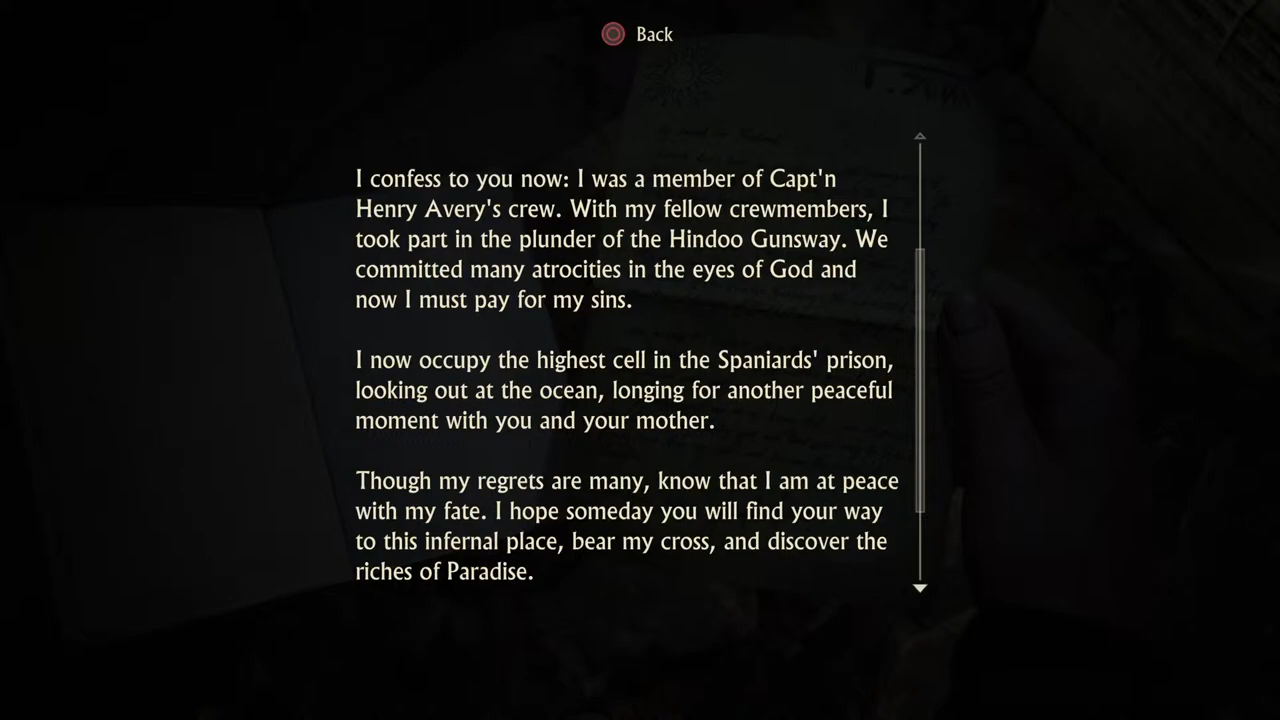 Back
I confess to you now: I was a member of Capt'n
Henry Avery's crew. With my fellow crewmembers, I
took part in the plunder of the Hindoo Gunsway. We
committed many atrocities in the eyes of God and
now I must pay for my sins.
I now occupy the highest cell in the Spaniards' prison,
looking out at the ocean, longing for another peaceful
moment with you and your mother.
Though my regrets are many, know that I am at peace
with my fate. I hope someday you will find your way
to this infernal place, bear my cross, and discover the
riches of Paradise.